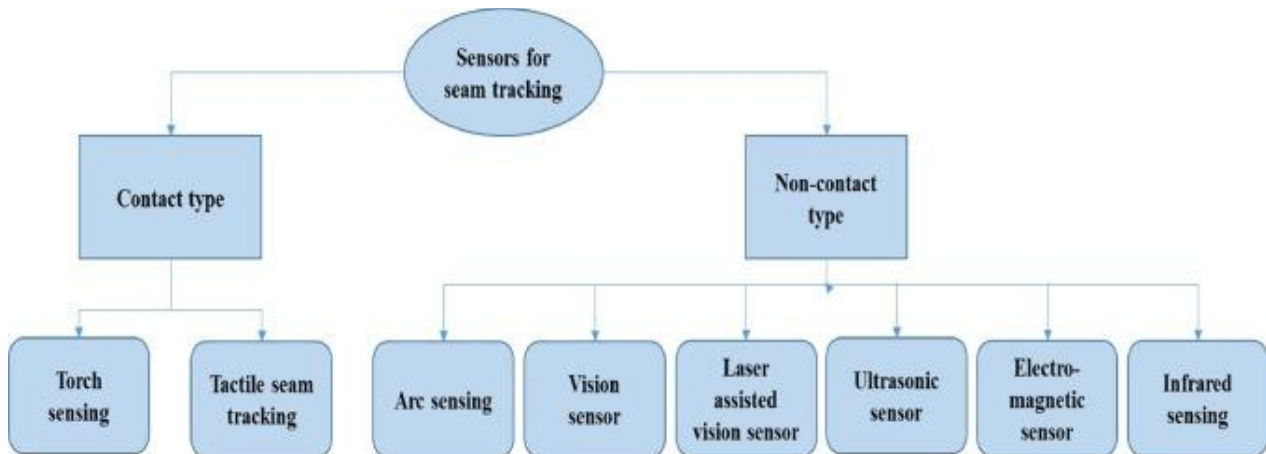 Sensors for
seam tracking
Contact type
Non-contact
type
Torch
sensing
Tactile seam
tracking
Arc sensing
Vision
sensor
Laser
assisted
vision sensor
Ultrasonic
sensor
Electro-
magnetic
sensor
Infrared
sensing